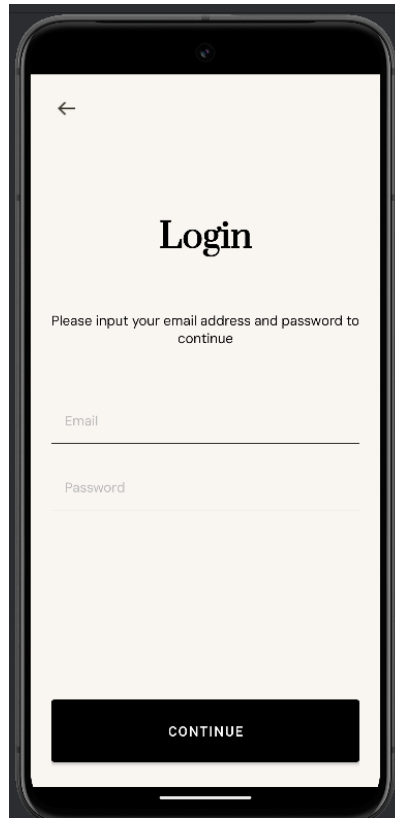 Login
Please input your email address and password to
continue
Email
Password
CONTINUE